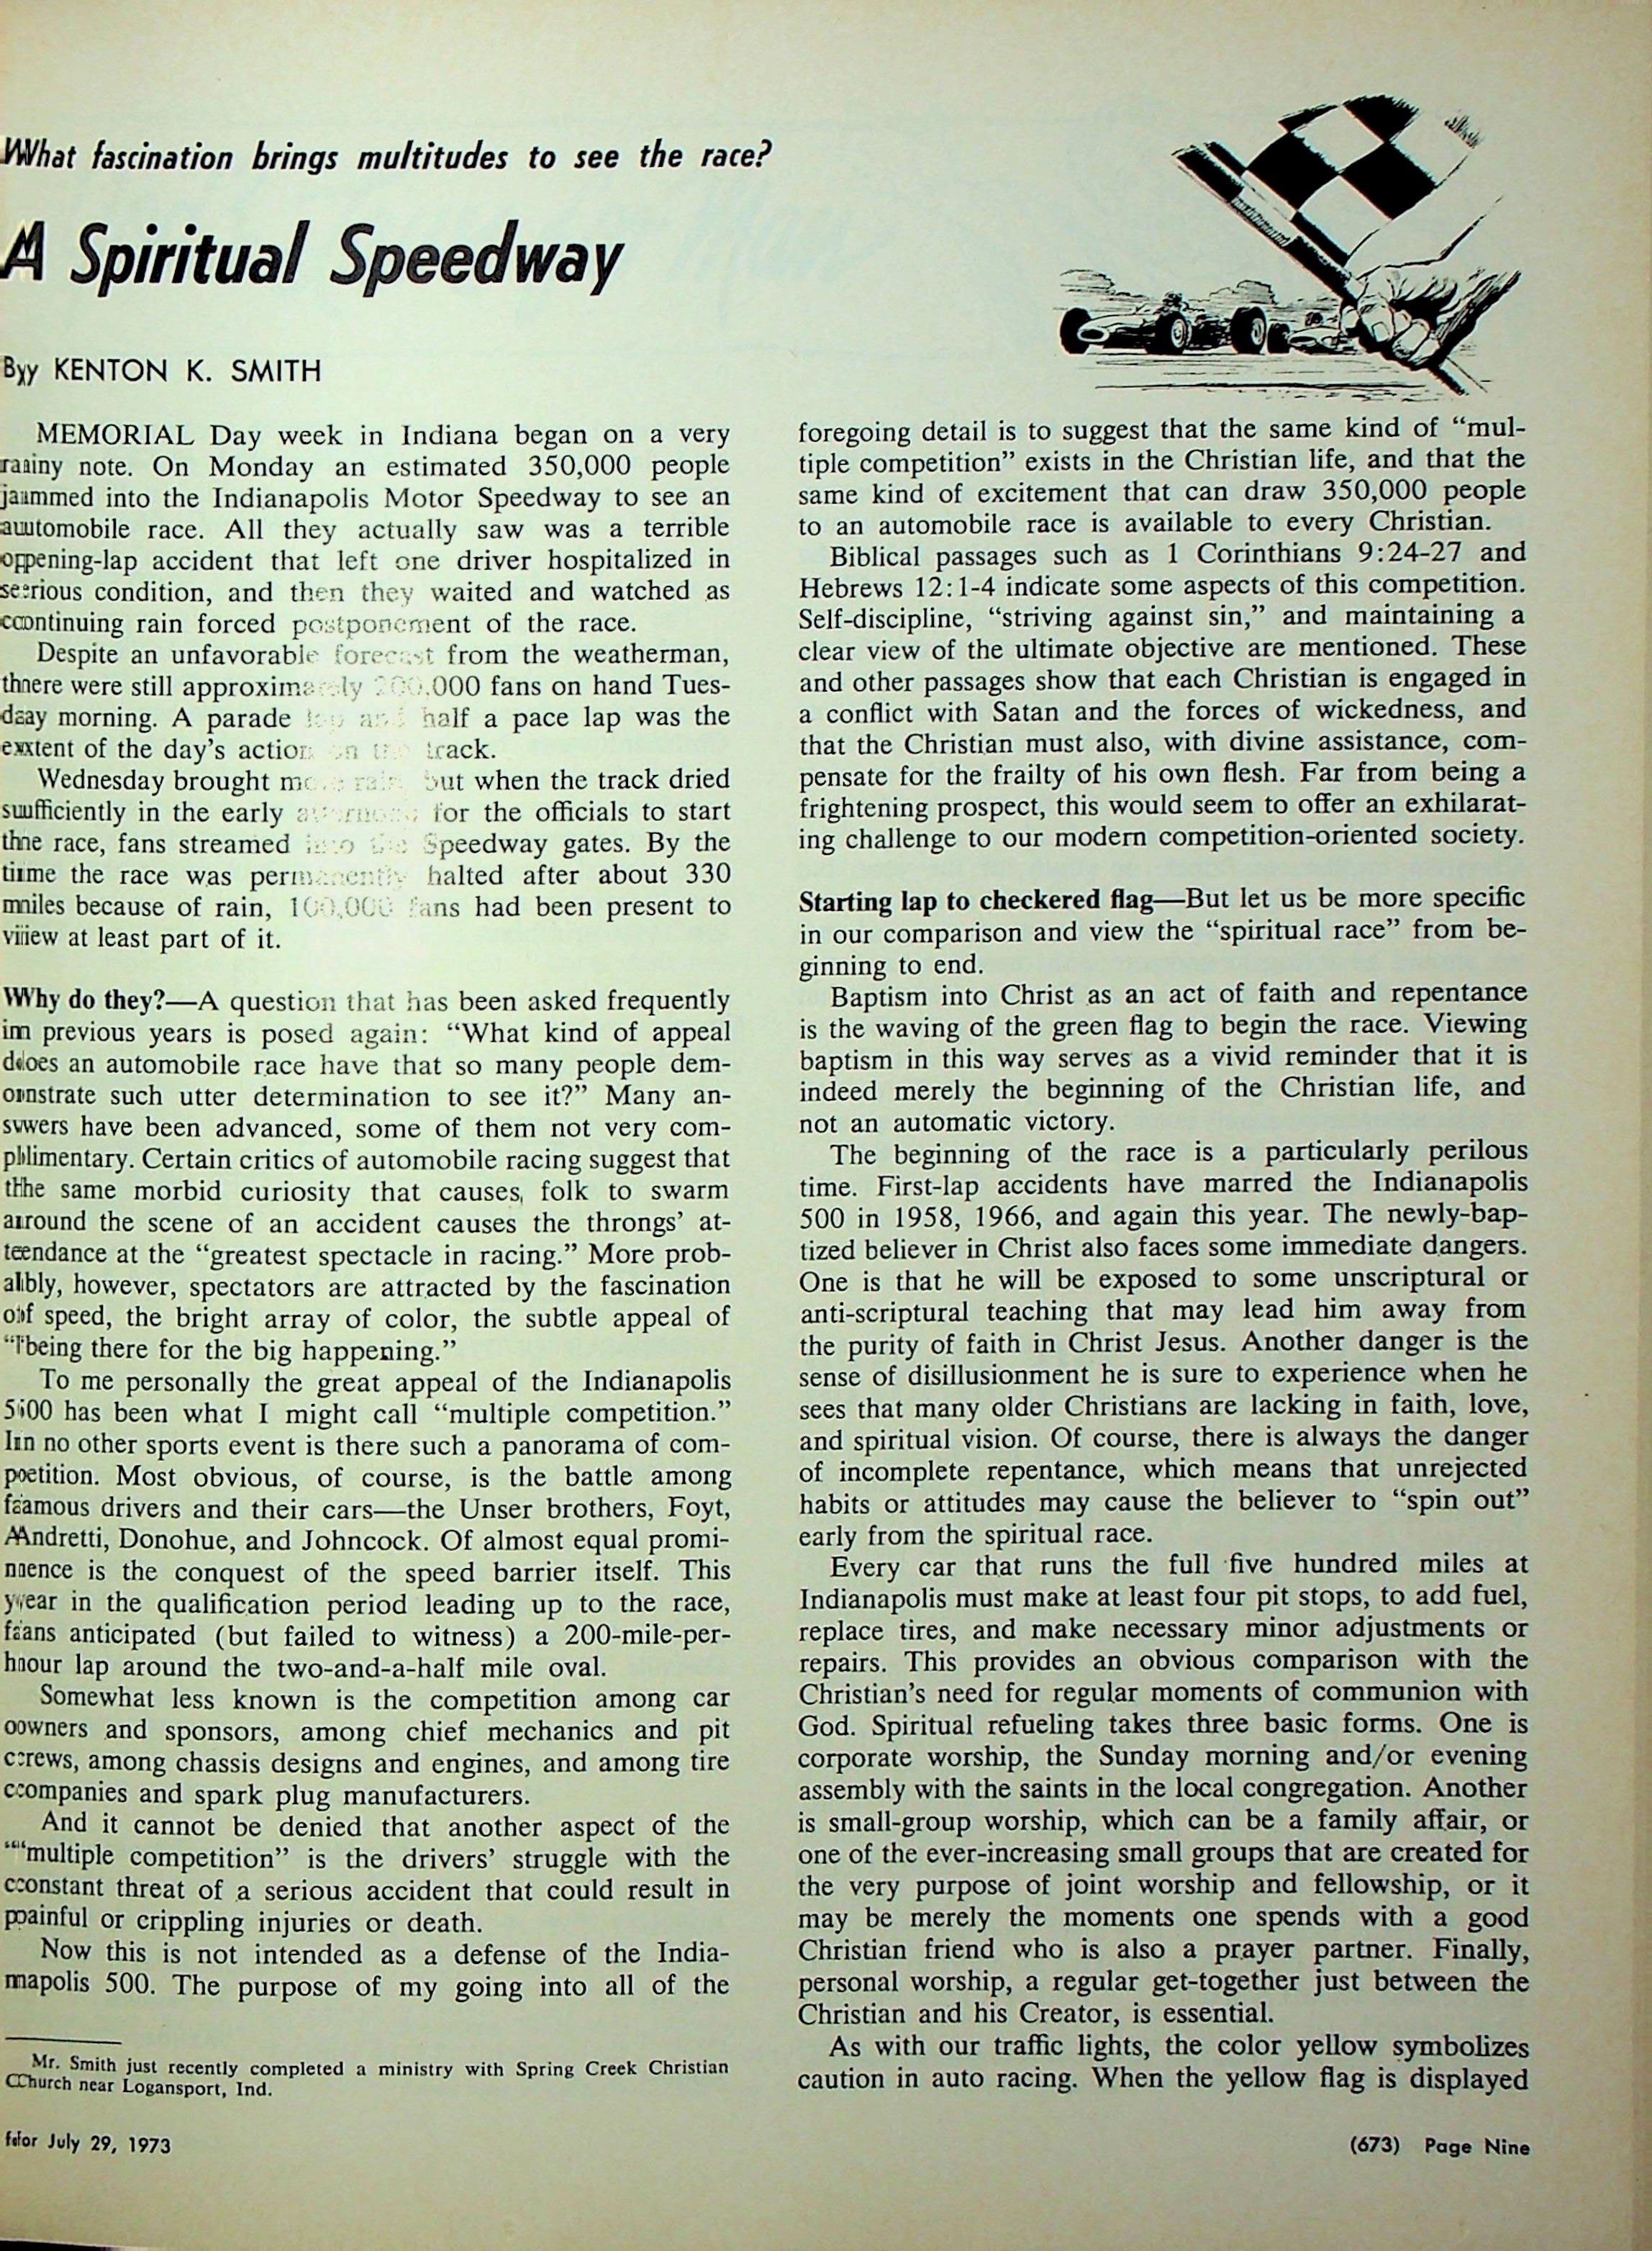 What fascination brings multitudes to see the race?
A Spiritual Speedway
By KENTON K. SMITH
MEMORIAL Day week in Indiana began on a very
rainy note. On Monday an estimated 350,000 people
jammed into the Indianapolis Motor Speedway to see an
automobile race. All they actually saw was a terrible
opening-lap accident that left one driver hospitalized in
serious condition, and then they waited and watched as
continuing rain forced postponement of the race.
Despite an unfavorable forecast from the weatherman,
there were still approximately 200,000 fans on hand Tues-
day morning. A parade lap and half a pace lap was the
extent of the day's action on the track.
Wednesday brought more rain but when the track dried
sufficiently in the early afternoon for the officials to start
the race, fans streamed into the Speedway gates. By the
time the race was permanently halted after about 330
miles because of rain, 100,000 fans had been present to
view at least part of it.
Why do they?—A question that has been asked frequently
in previous years is posed again: "What kind of appeal
does an automobile race have that so many people dem-
onstrate such utter determination to see it?" Many an-
swers have been advanced, some of them not very com-
plimentary. Certain critics of automobile racing suggest that
the same morbid curiosity that causes folk to swarm
around the scene of an accident causes the throngs' at-
tendance at the "greatest spectacle in racing." More prob-
ably, however, spectators are attracted by the fascination
of speed, the bright array of color, the subtle appeal of
"being there for the big happening."
To me personally the great appeal of the Indianapolis
500 has been what I might call "multiple competition."
In no other sports event is there such a panorama of com-
petition. Most obvious, of course, is the battle among
famous drivers and their cars—the Unser brothers, Foyt,
Andretti, Donohue, and Johncock. Of almost equal promi-
nence is the conquest of the speed barrier itself. This
year in the qualification period leading up to the race,
fans anticipated (but failed to witness) a 200-mile-per-
hour lap around the two-and-a-half mile oval.
Somewhat less known is the competition among car
owners and sponsors, among chief mechanics and pit
crews, among chassis designs and engines, and among tire
companies and spark plug manufacturers.
And it cannot be denied that another aspect of the
"multiple competition" is the drivers' struggle with the
constant threat of a serious accident that could result in
painful or crippling injuries or death.
Now this is not intended as a defense of the India-
napolis 500. The purpose of my going into all of the
Mr. Smith just recently completed a ministry with Spring Creek Christian
Church near Logansport, Ind.
foregoing detail is to suggest that the same kind of "mul-
tiple competition" exists in the Christian life, and that the
same kind of excitement that can draw 350,000 people
to an automobile race is available to every Christian.
Biblical passages such as 1 Corinthians 9:24-27 and
Hebrews 12:1-4 indicate some aspects of this competition.
Self-discipline, "striving against sin," and maintaining a
clear view of the ultimate objective are mentioned. These
and other passages show that each Christian is engaged in
a conflict with Satan and the forces of wickedness, and
that the Christian must also, with divine assistance, com-
pensate for the frailty of his own flesh. Far from being a
frightening prospect, this would seem to offer an exhilarat-
ing challenge to our modern competition-oriented society.
Starting lap to checkered flag—But let us be more specific
in our comparison and view the "spiritual race" from be-
ginning to end.
Baptism into Christ as an act of faith and repentance
is the waving of the green flag to begin the race. Viewing
baptism in this way serves as a vivid reminder that it is
indeed merely the beginning of the Christian life, and
not an automatic victory.
The beginning of the race is a particularly perilous
time. First-lap accidents have marred the Indianapolis
500 in 1958, 1966, and again this year. The newly-bap-
tized believer in Christ also faces some immediate dangers.
One is that he will be exposed to some unscriptural or
anti-scriptural teaching that may lead him away from
the purity of faith in Christ Jesus. Another danger is the
sense of disillusionment he is sure to experience when he
sees that many older Christians are lacking in faith, love,
and spiritual vision. Of course, there is always the danger
of incomplete repentance, which means that unrejected
habits or attitudes may cause the believer to "spin out"
early from the spiritual race.
Every car that runs the full five hundred miles at
Indianapolis must make at least four pit stops, to add fuel,
replace tires, and make necessary minor adjustments or
repairs. This provides an obvious comparison with the
Christian's need for regular moments of communion with
God. Spiritual refueling takes three basic forms. One is
corporate worship, the Sunday morning and/or evening
assembly with the saints in the local congregation. Another
is small-group worship, which can be a family affair, or
one of the ever-increasing small groups that are created for
the very purpose of joint worship and fellowship, or it
may be merely the moments one spends with a good
Christian friend who is also a prayer partner. Finally,
personal worship, a regular get-together just between the
Christian and his Creator, is essential.
As with our traffic lights, the color yellow symbolizes
caution in auto racing. When the yellow flag is displayed
for July 29, 1973
(673) Page Nine